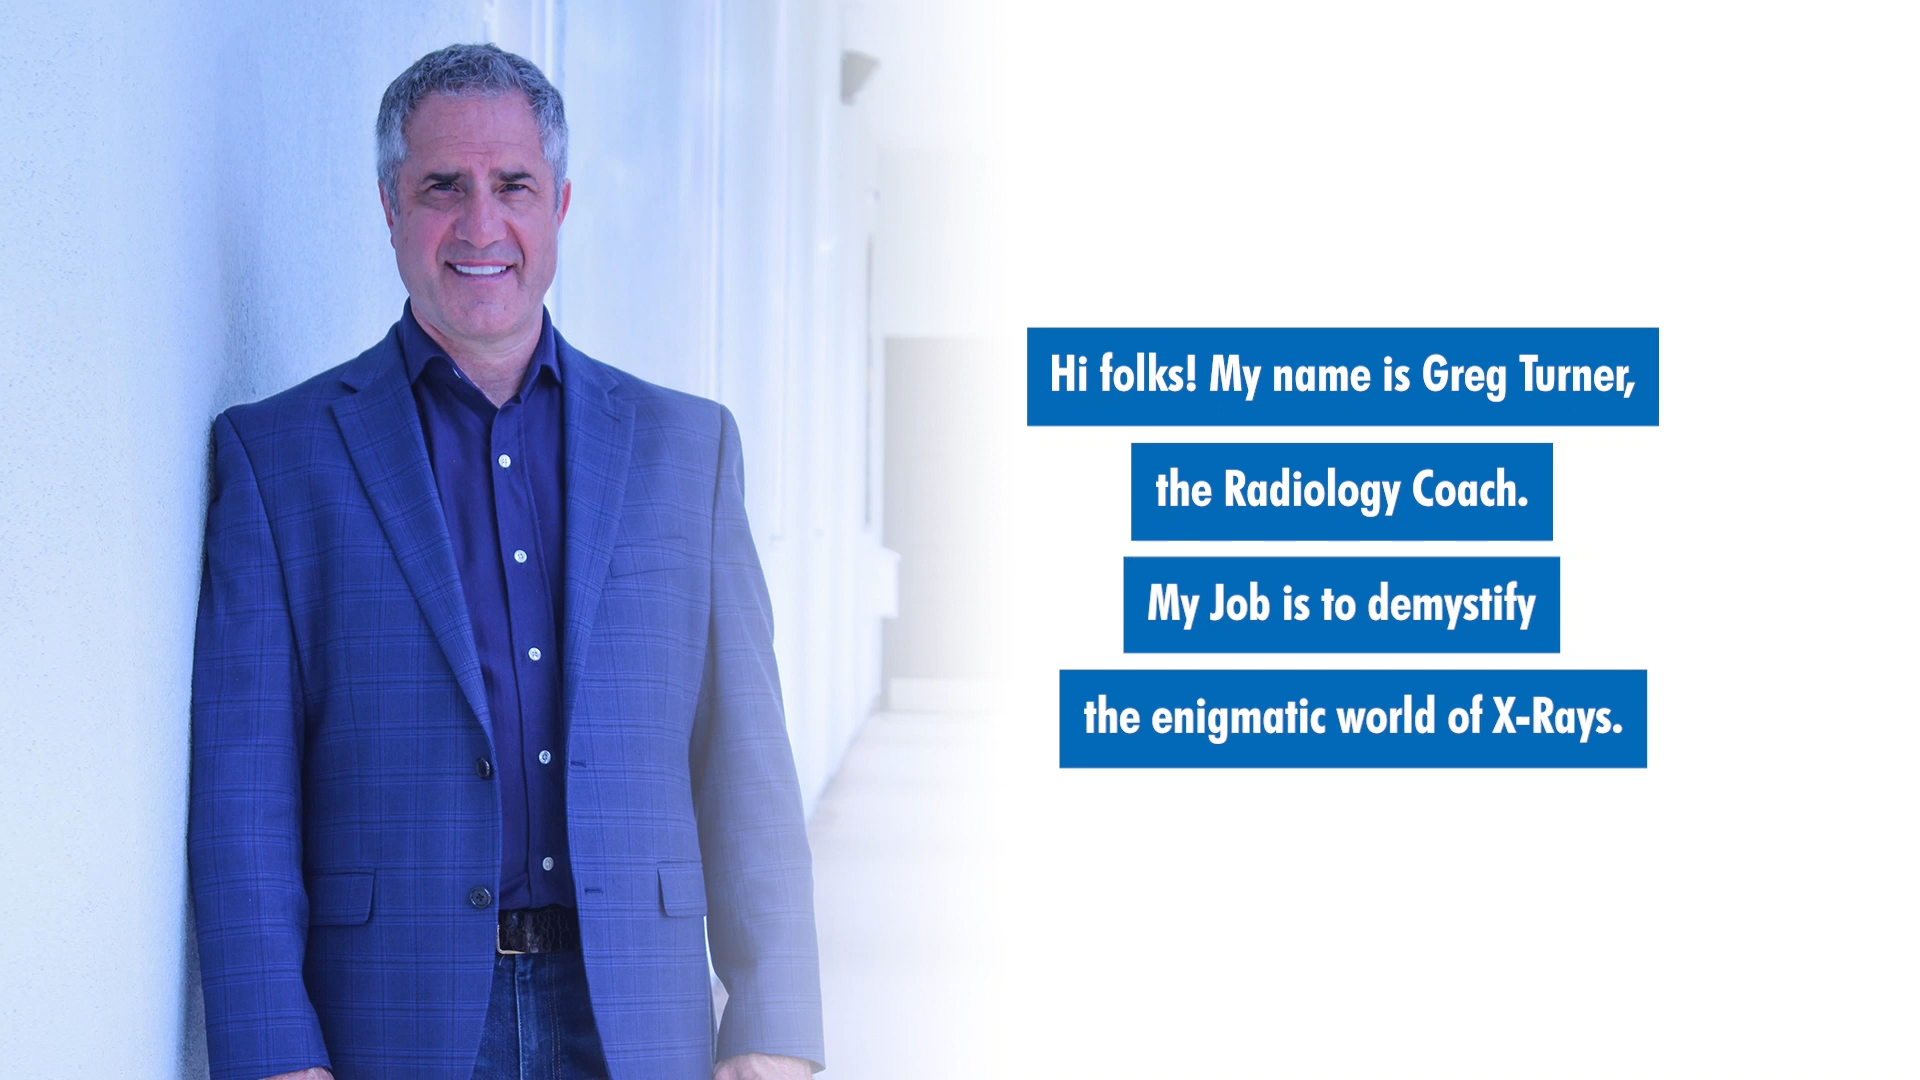 Hi folks! My name is Greg Turner,
the Radiology Coach.
My Job is to demystify
the enigmatic world of X-Rays.